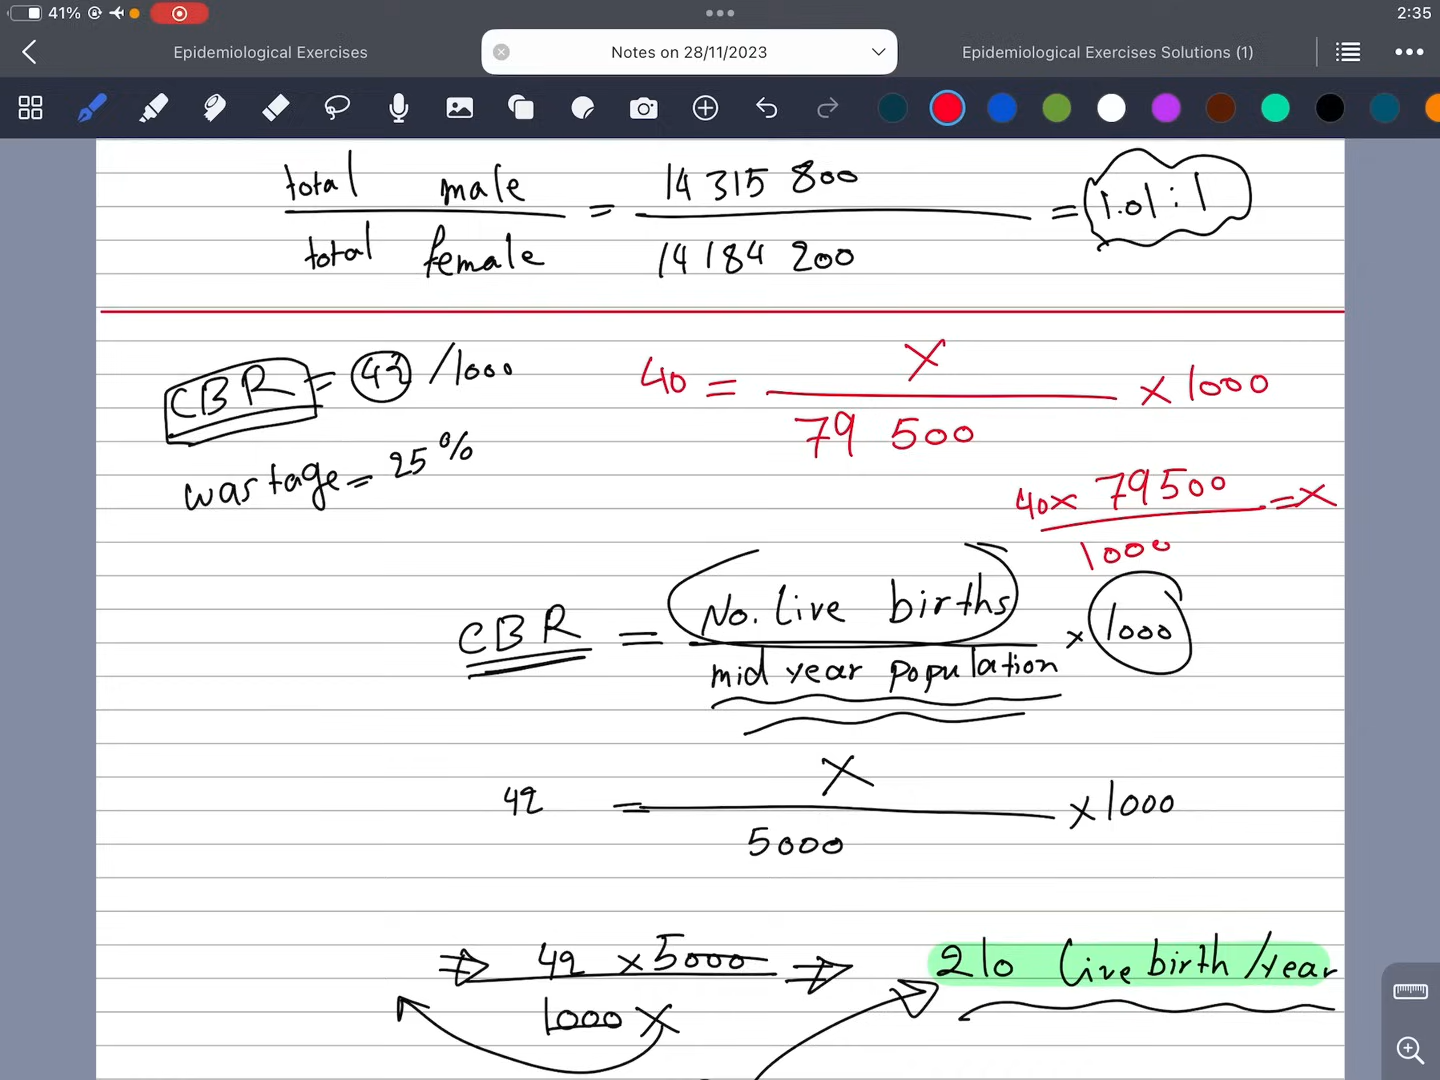 41%
2:35
Epidemiological Exercises
Notes on 28/11/2023
Epidemiological Exercises Solutions (1)
total male / total female = 14 315 800 / 14 184 200 = 1.01 : 1
CBR = 42 /1000
wastage = 25 %
40 = X / 79 500 × 1000
40 × 79500 / 1000 = X
CBR = No. Live births / mid year population × 1000
42 = X / 5000 × 1000
⇒ 42 × 5000 / 1000 X ⇒ 210 Live birth /year